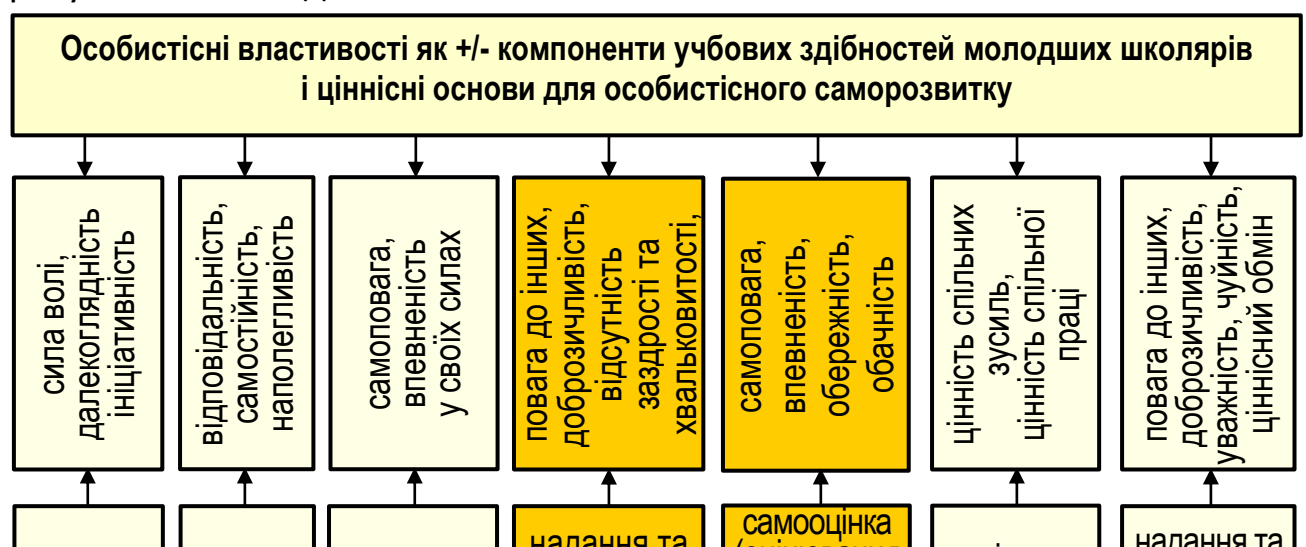 Особистісні властивості як +/- компоненти учбових здібностей молодших школярів
і ціннісні основи для особистісного саморозвитку
сила волі,
далекоглядність
ініціативність
відповідальність,
самостійність,
наполегливість
самоповага,
впевненість
у своїх силах
повага до інших,
доброзичливість,
відсутність
заздрості та
хвальковитості,
самоповага,
впевненість,
обережність,
обачність
цінність спільних
зусиль,
цінність спільної
праці
повага до інших,
доброзичливість,
уважність, чуйність,
ціннісний обмін
надання та
самооцінка
надання та